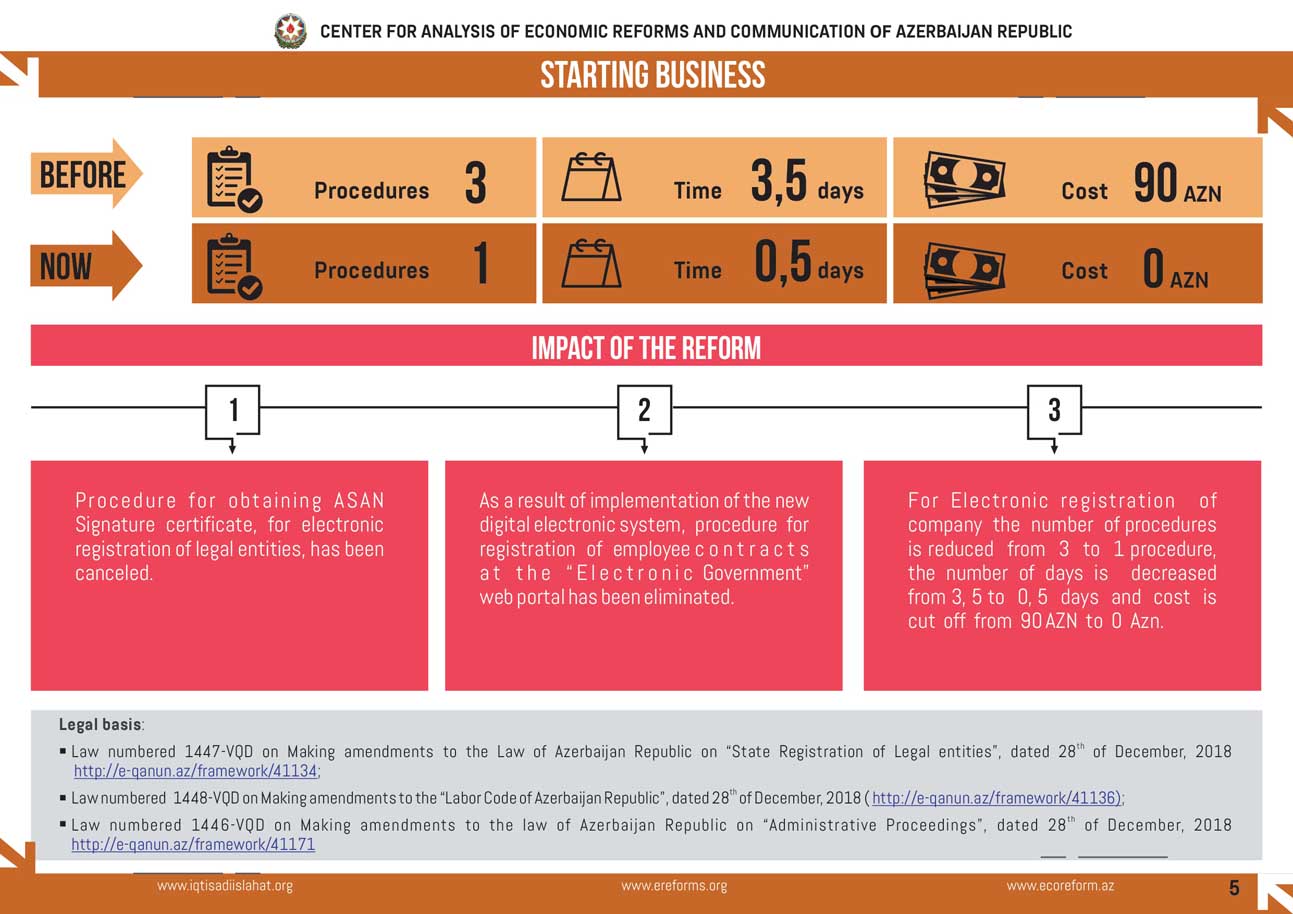 CENTER FOR ANALYSIS OF ECONOMIC REFORMS AND COMMUNICATION OF AZERBAIJAN REPUBLIC
STARTING BUSINESS
BEFORE
Procedures 3
Time 3,5 days
Cost 90 AZN
NOW
Procedures 1
Time 0,5 days
Cost 0 AZN
IMPACT OF THE REFORM
1
2
3
Procedure for obtaining ASAN
Signature certificate, for electronic
registration of legal entities, has been
canceled.
As a result of implementation of the new
digital electronic system, procedure for
registration of employee contracts
at the “Electronic Government”
web portal has been eliminated.
For Electronic registration of
company the number of procedures
is reduced from 3 to 1 procedure,
the number of days is decreased
from 3, 5 to 0, 5 days and cost is
cut off from 90 AZN to 0 Azn.
Legal basis:
▪ Law numbered 1447-VQD on Making amendments to the Law of Azerbaijan Republic on “State Registration of Legal entities”, dated 28th of December, 2018
http://e-qanun.az/framework/41134;
▪ Law numbered 1448-VQD on Making amendments to the “Labor Code of Azerbaijan Republic”, dated 28th of December, 2018 ( http://e-qanun.az/framework/41136);
▪ Law numbered 1446-VQD on Making amendments to the law of Azerbaijan Republic on “Administrative Proceedings”, dated 28th of December, 2018
http://e-qanun.az/framework/41171
www.iqtisadiislahat.org
www.ereforms.org
www.ecoreform.az
5